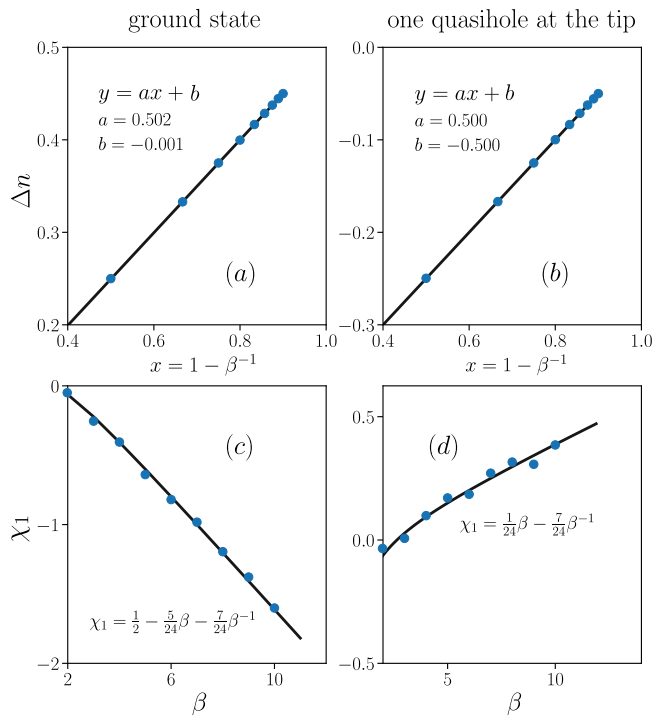 ground state
one quasihole at the tip
0.5
0.4
0.3
0.2
Δn
y = ax + b
a = 0.502
b = −0.001
(a)
0.4 0.6 0.8 1.0
x = 1 − β⁻¹
0.0
−0.1
−0.2
−0.3
y = ax + b
a = 0.500
b = −0.500
(b)
0.4 0.6 0.8 1.0
x = 1 − β⁻¹
0
−1
−2
χ₁
(c)
χ₁ = 1/2 − 5/24 β − 7/24 β⁻¹
2 6 10
β
0.5
0.0
−0.5
(d)
χ₁ = 1/24 β − 7/24 β⁻¹
5 10
β